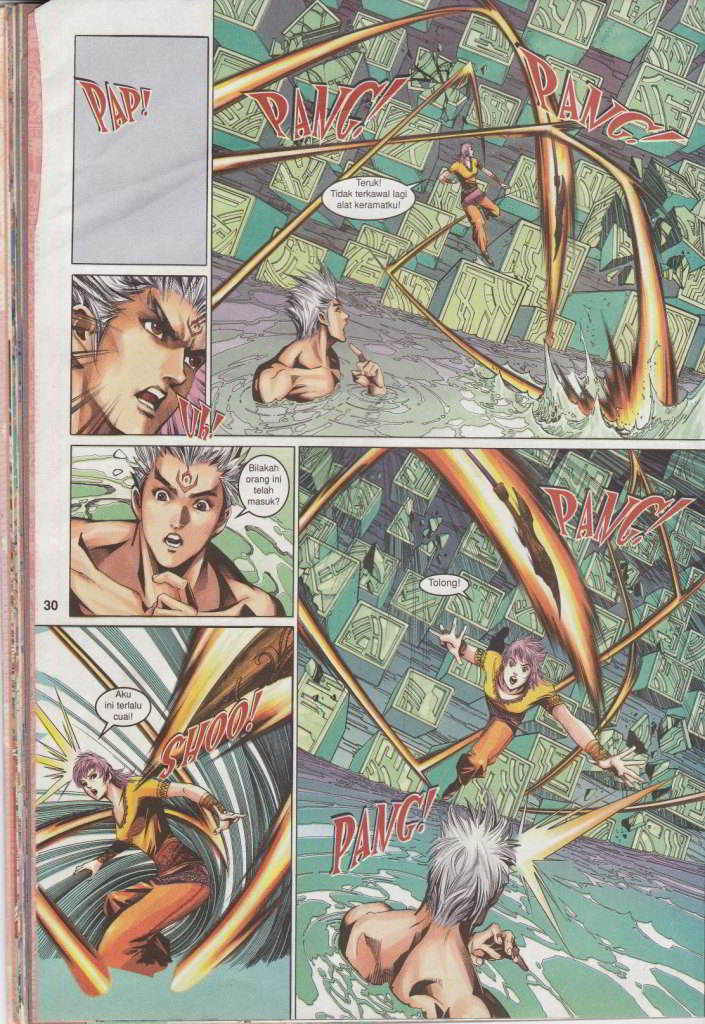 PAP!
PANG!
PANG!
Teruk!
Tidak terkawal lagi
alat keramatku!
Uh!
Bilakah
orang ini
telah
masuk?
PANG!
Tolong!
30
Aku
ini terlalu
cuai!
SHOO!
PANG!